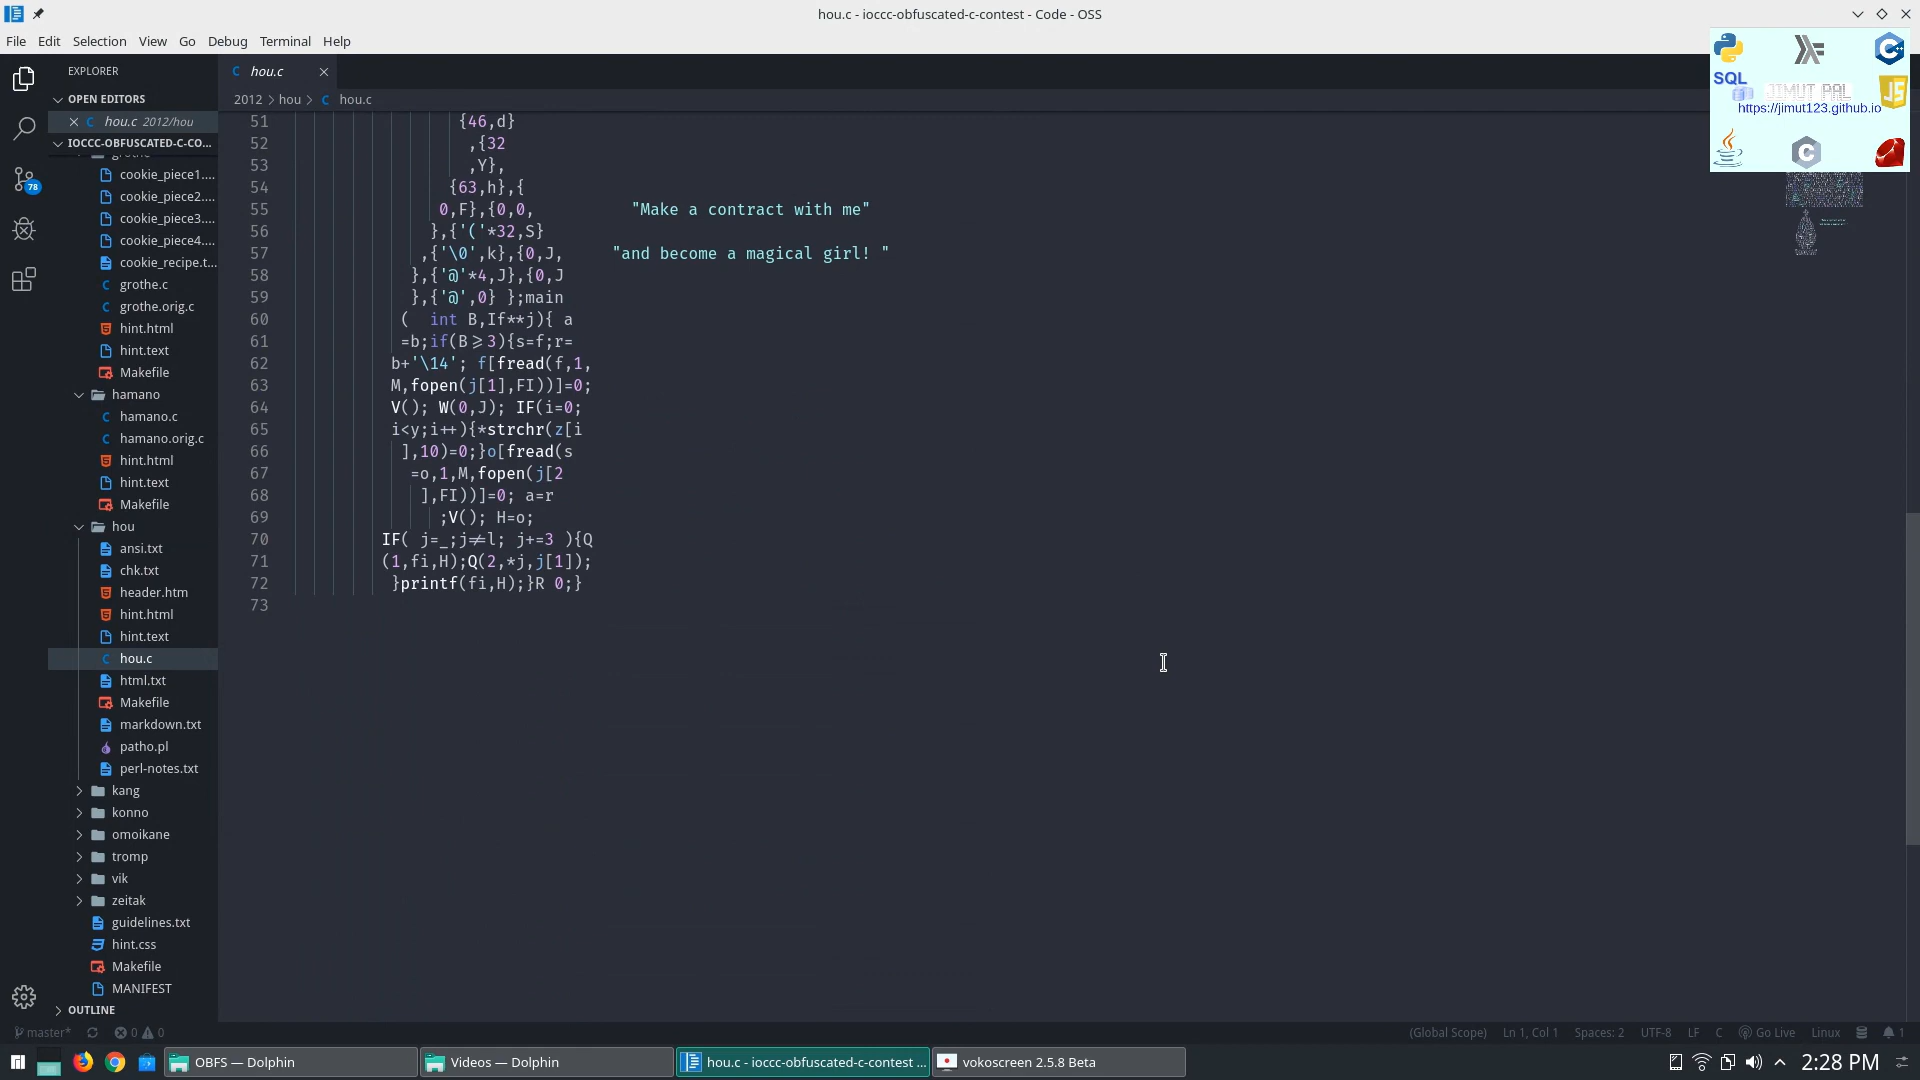 hou.c - ioccc-obfuscated-c-contest - Code - OSS
File Edit Selection View Go Debug Terminal Help
EXPLORER
OPEN EDITORS
hou.c 2012/hou
IOCCC-OBFUSCATED-C-CO...
cookie_piece1....
cookie_piece2....
cookie_piece3....
cookie_piece4....
cookie_recipe.t...
grothe.c
grothe.orig.c
hint.html
hint.text
Makefile
hamano
hamano.c
hamano.orig.c
hint.html
hint.text
Makefile
hou
ansi.txt
chk.txt
header.htm
hint.html
hint.text
hou.c
html.txt
Makefile
markdown.txt
patho.pl
perl-notes.txt
kang
konno
omoikane
tromp
vik
zeitak
guidelines.txt
hint.css
Makefile
MANIFEST
OUTLINE
78
C hou.c
2012 > hou > C hou.c
51 {46,d}
52 ,{32
53 ,Y},
54 {63,h},{
55 0,F},{0,0, "Make a contract with me"
56 },{'('*32,S}
57 ,{'\0',k},{0,J, "and become a magical girl! "
58 },{'@'*4,J},{0,J
59 },{'@',0} };main
60 ( int B,If**j){ a
61 =b;if(B>=3){s=f;r=
62 b+'\14'; f[fread(f,1,
63 M,fopen(j[1],FI))]=0;
64 V(); W(0,J); IF(i=0;
65 i<y;i++){*strchr(z[i
66 ],10)=0;}o[fread(s
67 =o,1,M,fopen(j[2
68 ],FI))]=0; a=r
69 ;V(); H=o;
70 IF( j=_;j!=l; j+=3 ){Q
71 (1,fi,H);Q(2,*j,j[1]);
72 }printf(fi,H);}R 0;}
73
SQL
JIMUT PAL
https://jimut123.github.io
JS
master* 0 0 (Global Scope) Ln 1, Col 1 Spaces: 2 UTF-8 LF C Go Live Linux 1
OBFS — Dolphin
Videos — Dolphin
hou.c - ioccc-obfuscated-c-contest ...
vokoscreen 2.5.8 Beta
2:28 PM